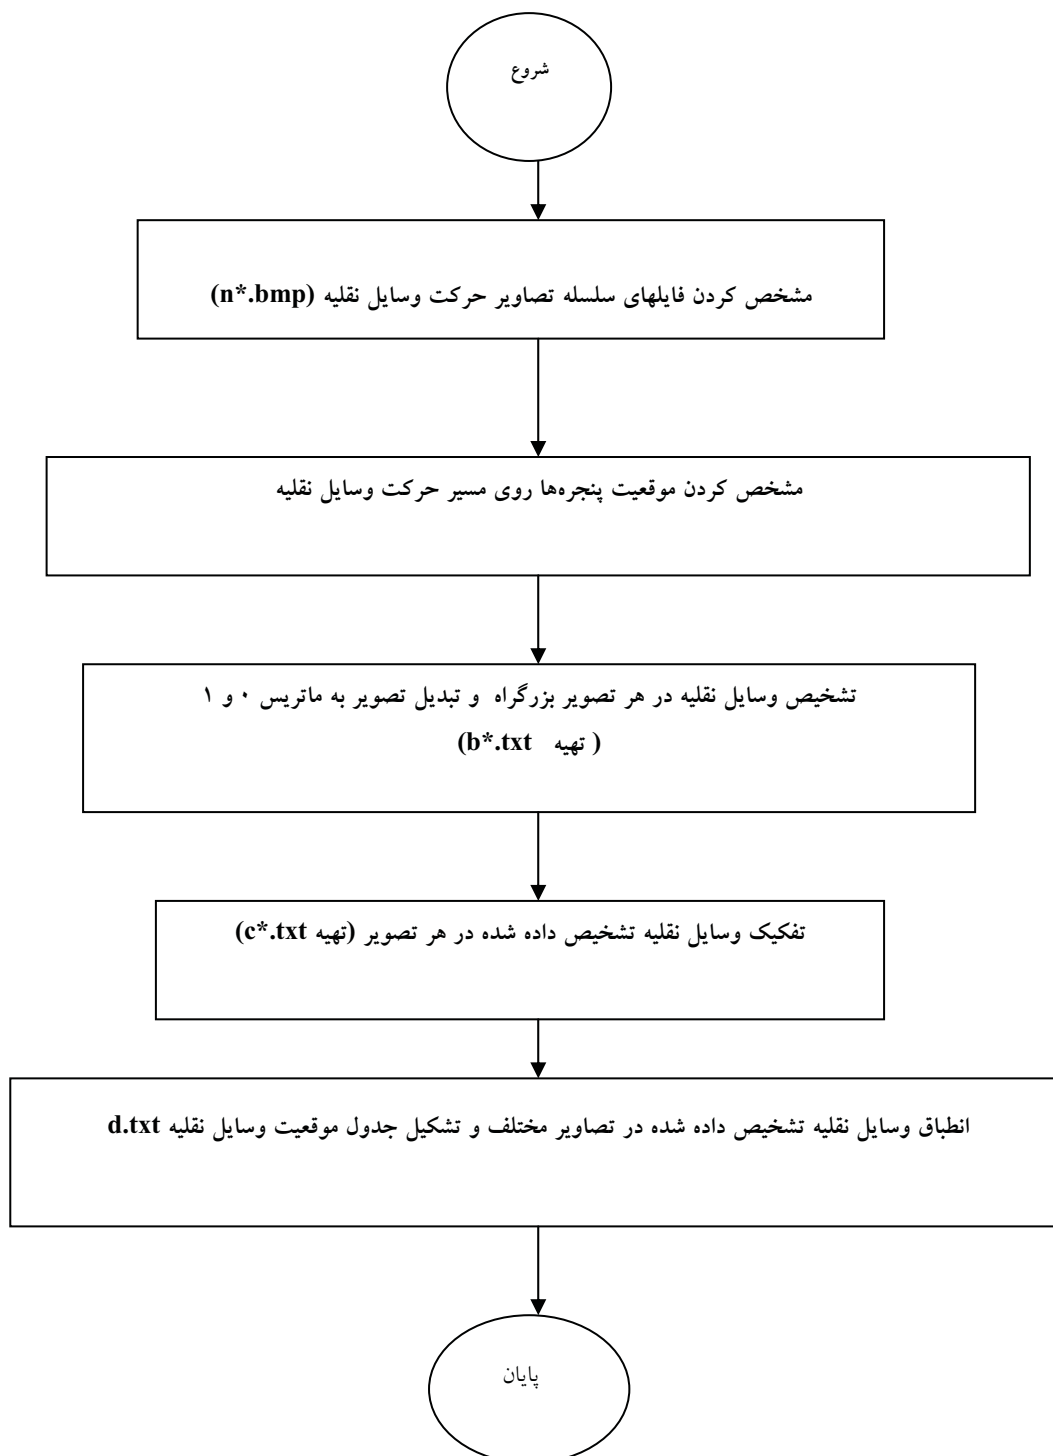 شروع
مشخص کردن فایلهای سلسله تصاویر حرکت وسایل نقلیه (n*.bmp)
مشخص کردن موقعیت پنجره‌ها روی مسیر حرکت وسایل نقلیه
تشخیص وسایل نقلیه در هر تصویر بزرگراه و تبدیل تصویر به ماتریس ۰ و ۱
( تهیه b*.txt)
تفکیک وسایل نقلیه تشخیص داده شده در هر تصویر (تهیه c*.txt)
انطباق وسایل نقلیه تشخیص داده شده در تصاویر مختلف و تشکیل جدول موقعیت وسایل نقلیه d.txt
پایان